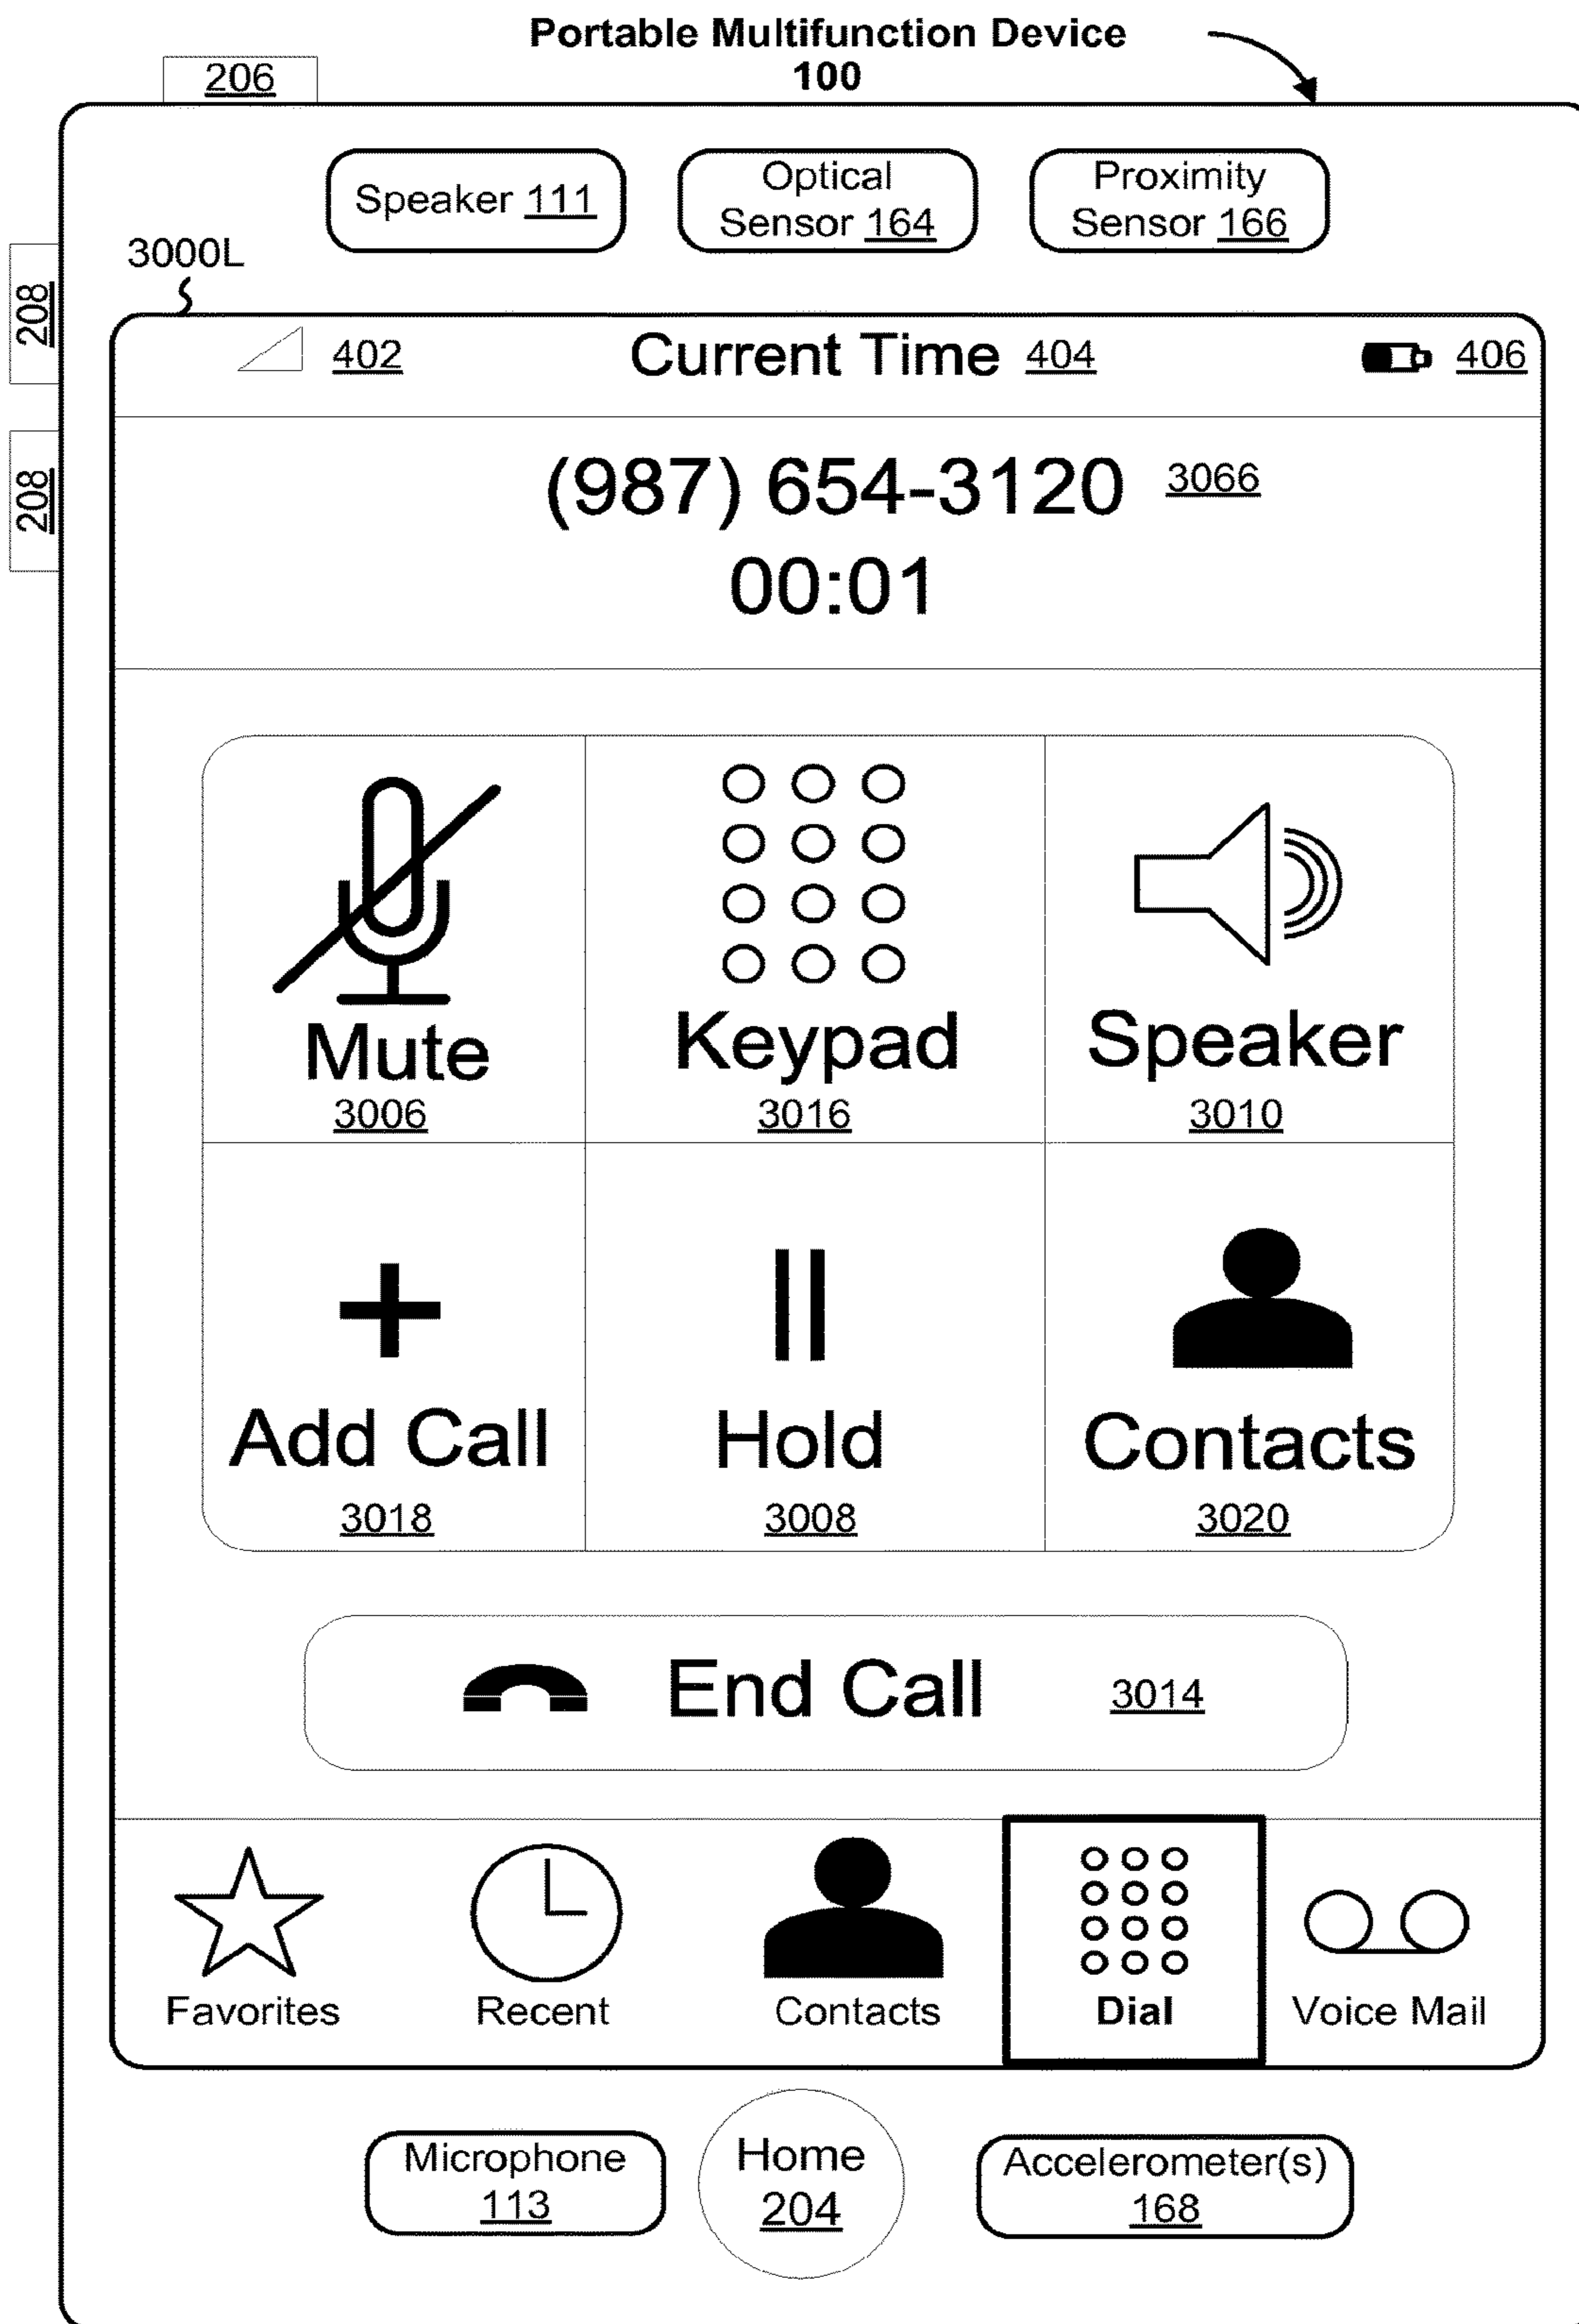 Portable Multifunction Device
100
206
Speaker 111
Optical
Sensor 164
Proximity
Sensor 166
3000L
208
208
402
Current Time 404
406
(987) 654-3120 3066
00:01
Mute
3006
Keypad
3016
Speaker
3010
Add Call
3018
Hold
3008
Contacts
3020
End Call 3014
Favorites
Recent
Contacts
Dial
Voice Mail
Microphone
113
Home
204
Accelerometer(s)
168